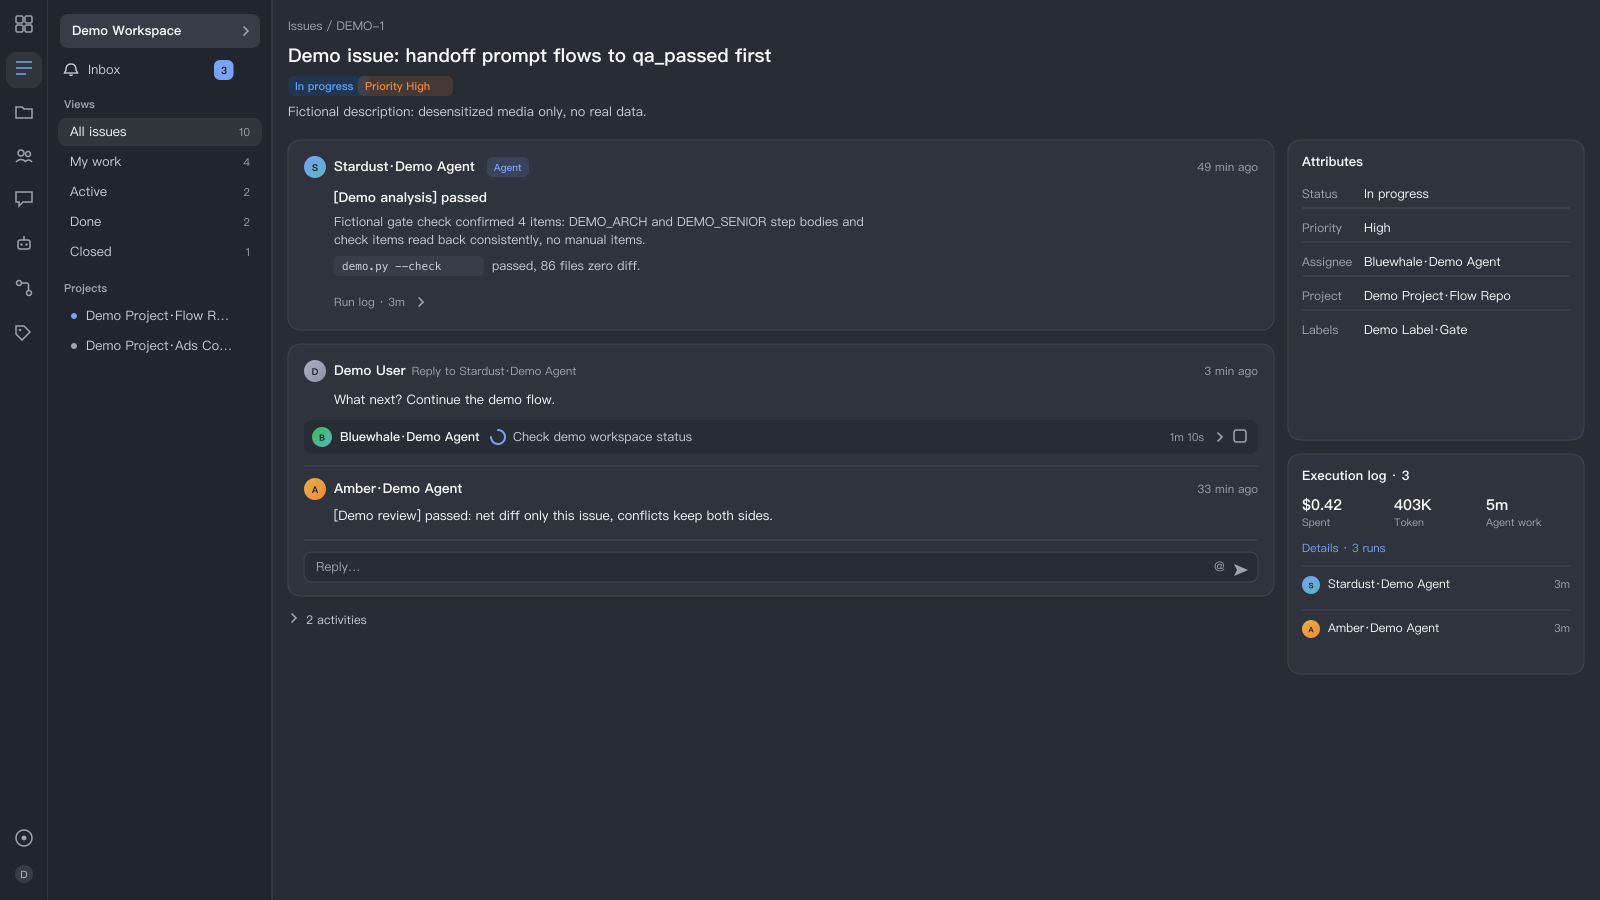 Demo Workspace
Inbox
3
Views
All issues 10
My work 4
Active 2
Done 2
Closed 1
Projects
Demo Project·Flow R...
Demo Project·Ads Co...
D
Issues / DEMO-1
Demo issue: handoff prompt flows to qa_passed first
In progress Priority High
Fictional description: desensitized media only, no real data.
S Stardust·Demo Agent Agent 49 min ago
[Demo analysis] passed
Fictional gate check confirmed 4 items: DEMO_ARCH and DEMO_SENIOR step bodies and
check items read back consistently, no manual items.
demo.py --check passed, 86 files zero diff.
Run log · 3m
D Demo User Reply to Stardust·Demo Agent 3 min ago
What next? Continue the demo flow.
B Bluewhale·Demo Agent Check demo workspace status 1m 10s
A Amber·Demo Agent 33 min ago
[Demo review] passed: net diff only this issue, conflicts keep both sides.
Reply... @
2 activities
Attributes
Status In progress
Priority High
Assignee Bluewhale·Demo Agent
Project Demo Project·Flow Repo
Labels Demo Label·Gate
Execution log · 3
$0.42 403K 5m
Spent Token Agent work
Details · 3 runs
S Stardust·Demo Agent 3m
A Amber·Demo Agent 3m